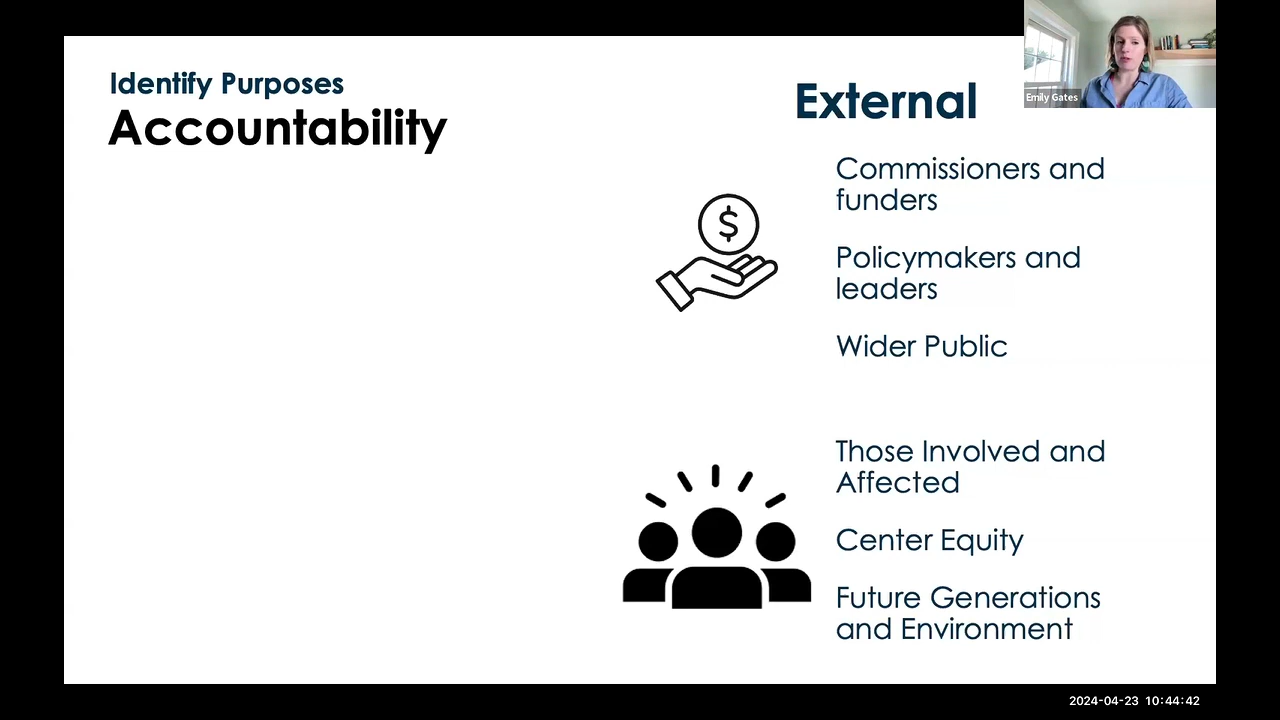 Identify Purposes
Accountability
External
Commissioners and
funders
$
Policymakers and
leaders
Wider Public
Those Involved and
Affected
Center Equity
Future Generations
and Environment
Emily Gates
2024-04-23 10:44:42